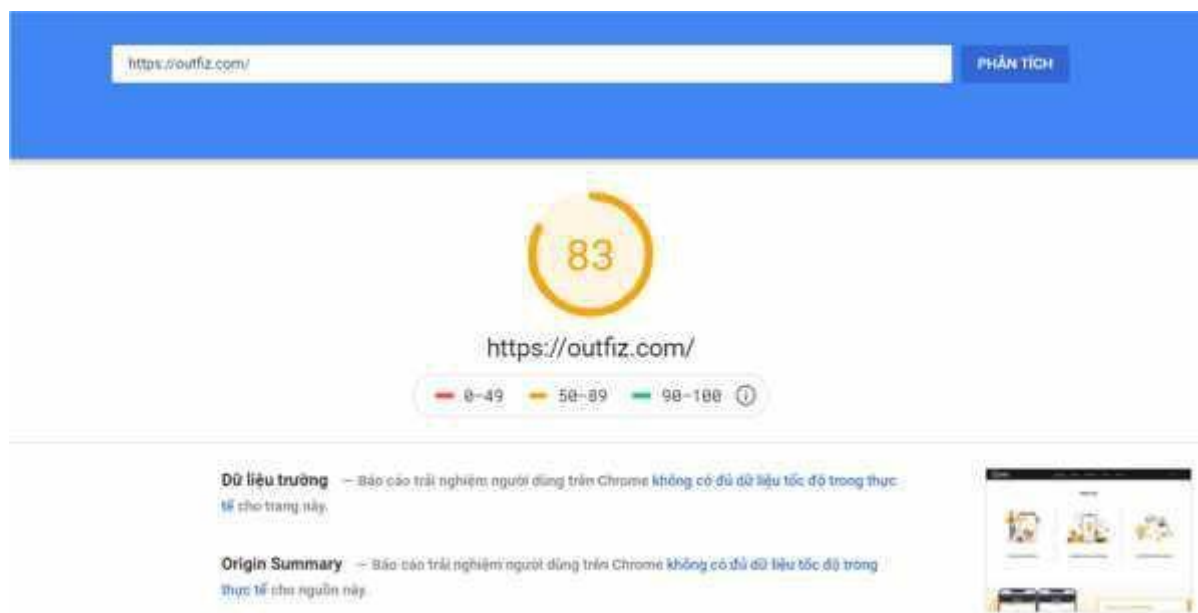 https://outfiz.com/
PHÂN TÍCH
83
https://outfiz.com/
0-49 50-89 90-100
Dữ liệu trường — Báo cáo trải nghiệm người dùng trên Chrome không có đủ dữ liệu tốc độ trong thực
tế cho trang này.
Origin Summary — Báo cáo trải nghiệm người dùng trên Chrome không có đủ dữ liệu tốc độ trong
thực tế cho nguồn này.